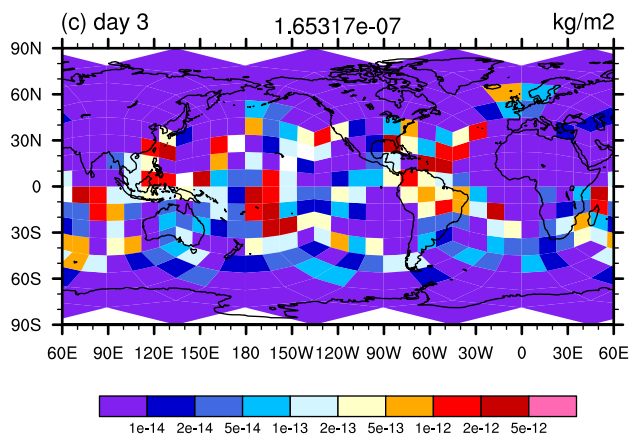 (c) day 3 1.65317e-07 kg/m2
90N
60N
30N
0
30S
60S
90S
60E 90E 120E 150E 180 150W 120W 90W 60W 30W 0 30E 60E
1e-14 2e-14 5e-14 1e-13 2e-13 5e-13 1e-12 2e-12 5e-12